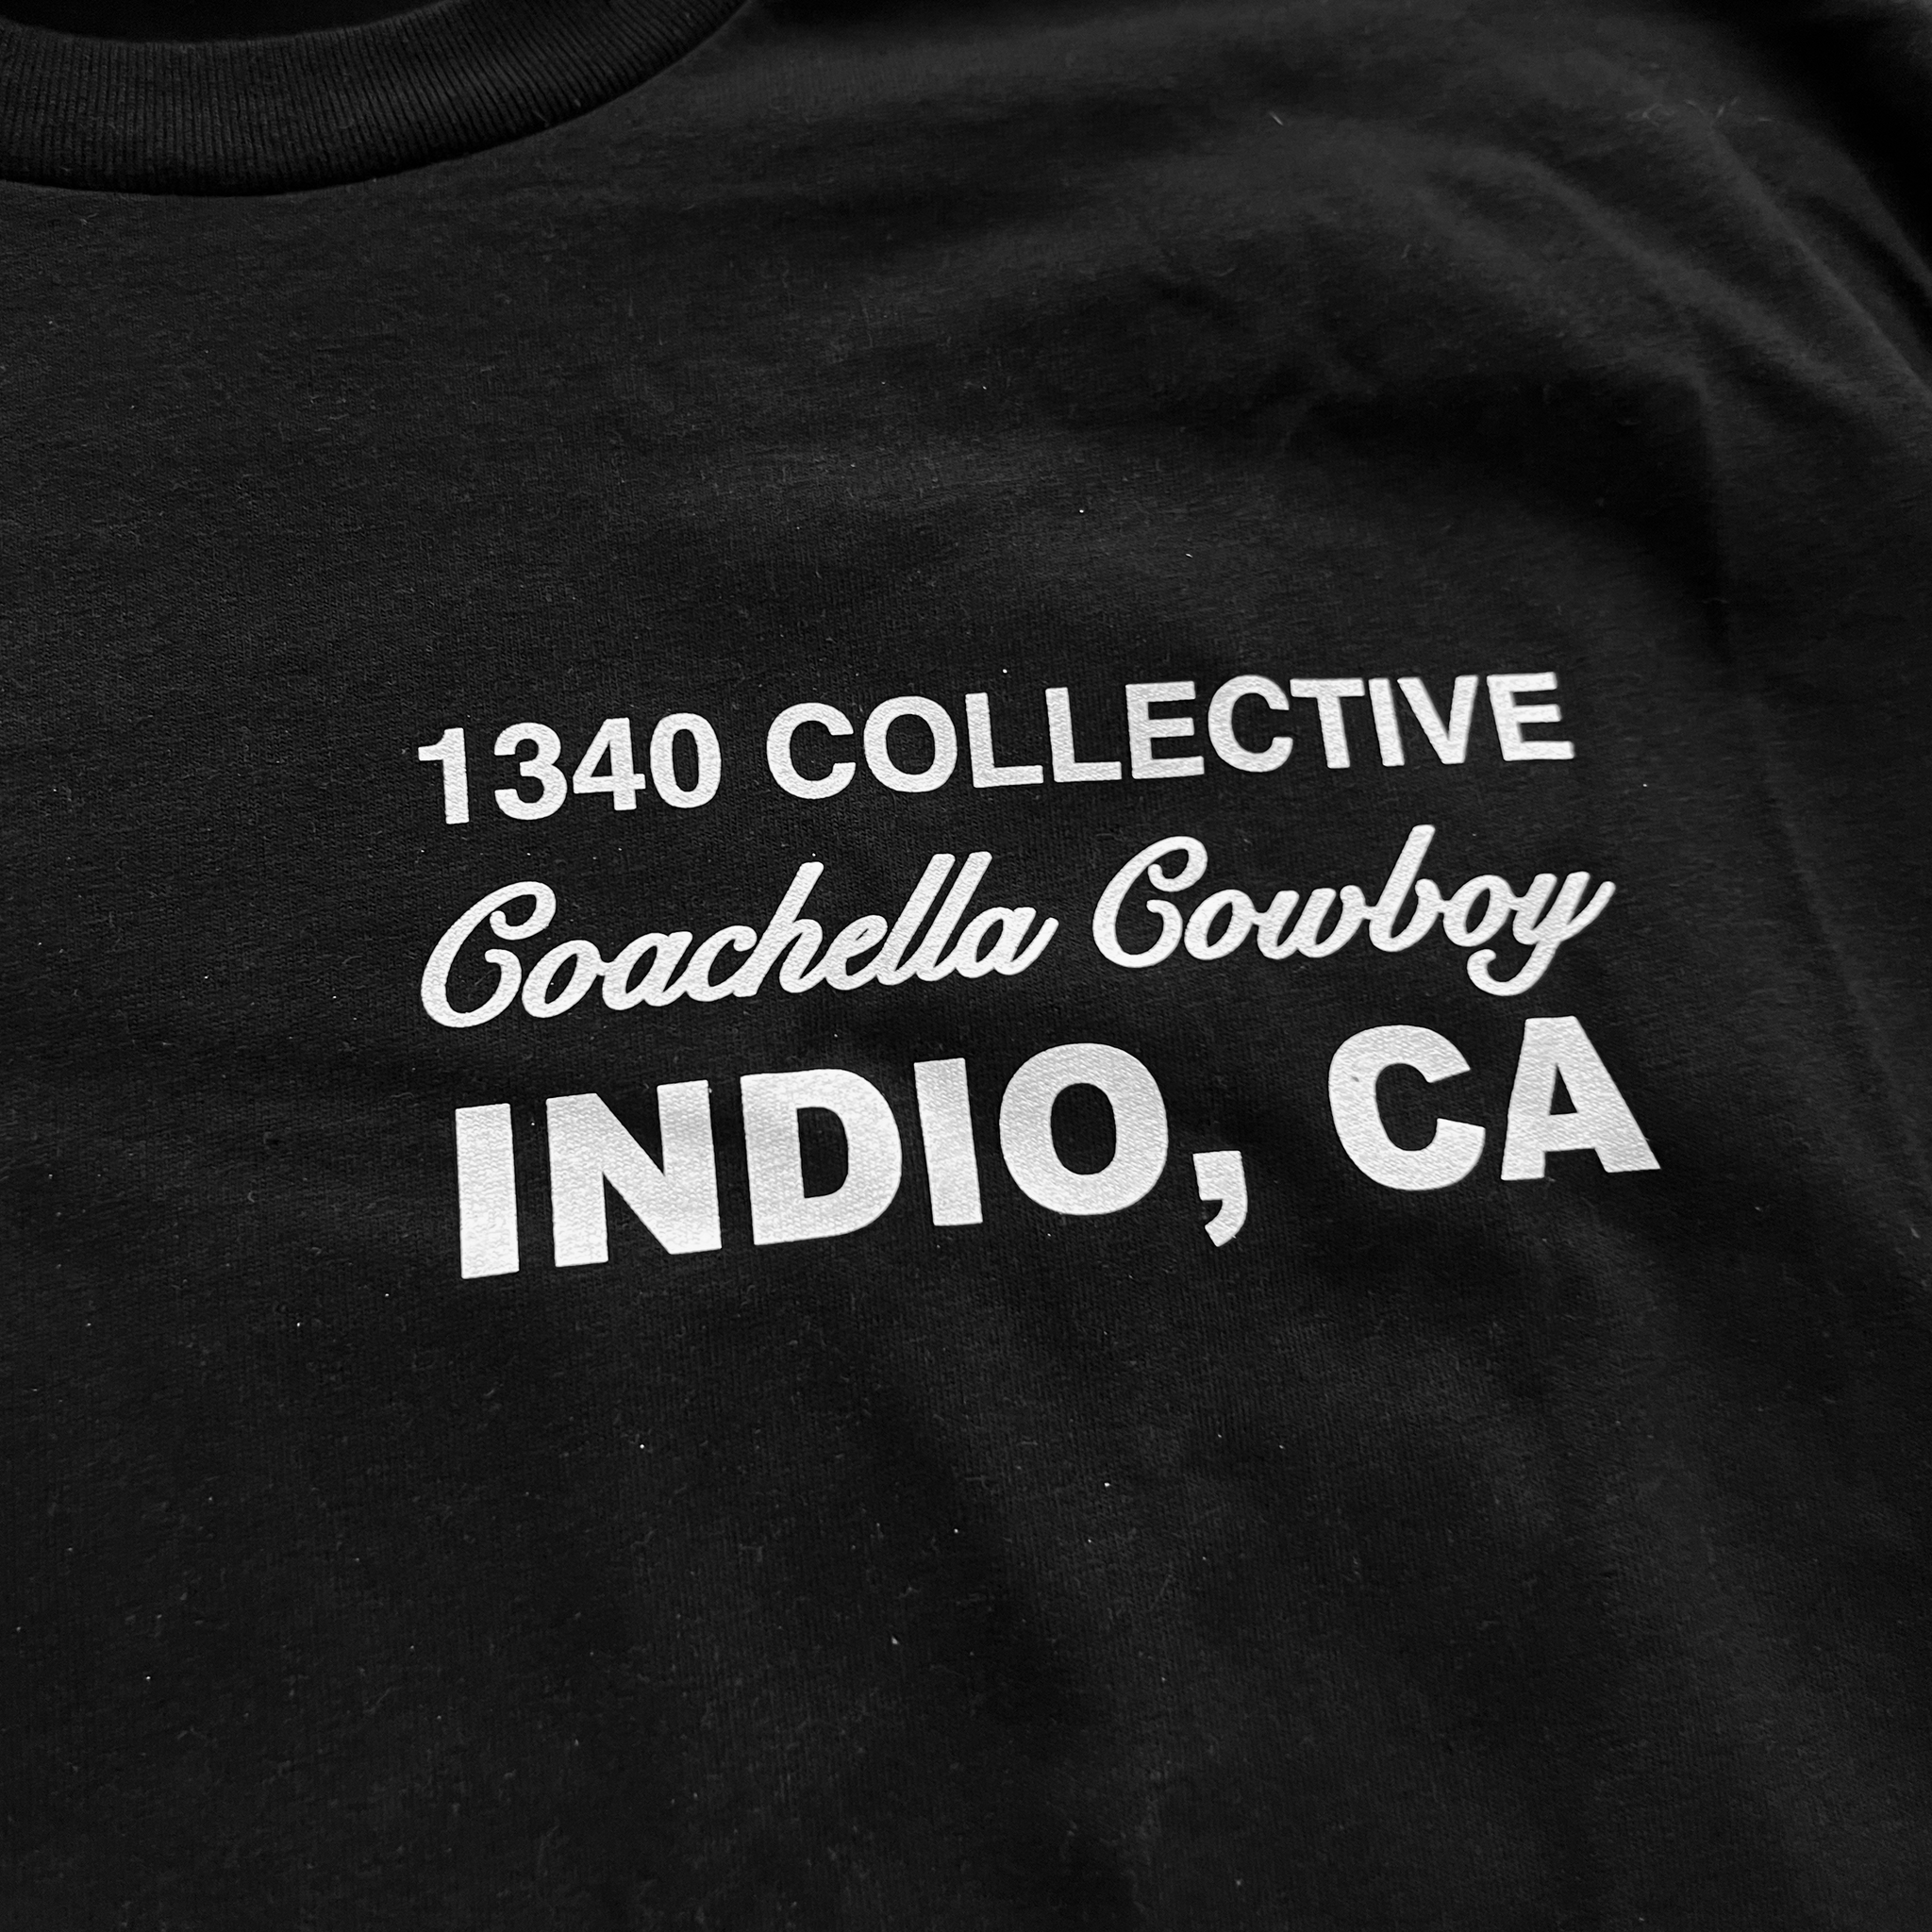 1340 COLLECTIVE
Coachella Cowboy
INDIO, CA